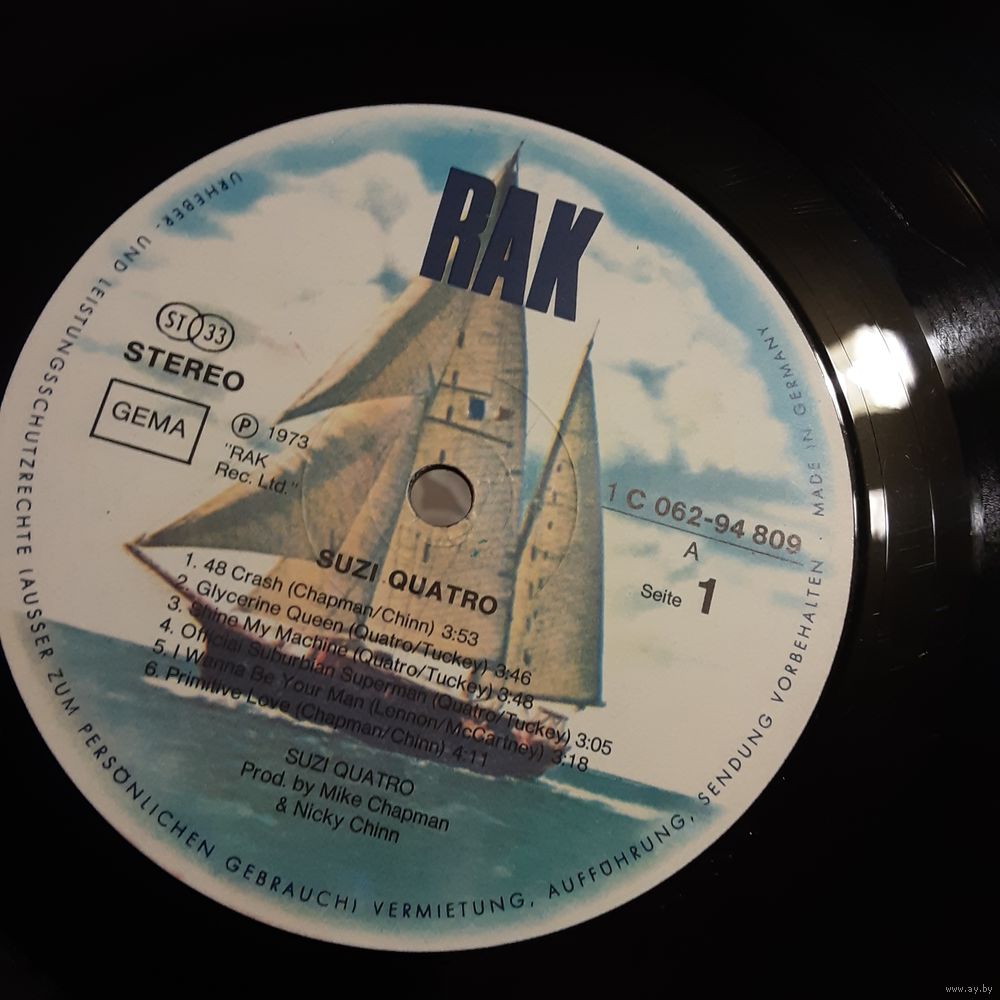 RAK
ST 33
STEREO
GEMA
℗ 1973
"RAK
Rec. Ltd."
1 C 062-94 809
A
Seite 1
SUZI QUATRO
1. 48 Crash (Chapman/Chinn) 3:53
2. Glycerine Queen (Quatro/Tuckey) 3:46
3. Shine My Machine (Quatro/Tuckey) 3:48
4. Official Suburbian Superman (Quatro/Tuckey) 3:05
5. I Wanna Be Your Man (Lennon/McCartney) 3:18
6. Primitive Love (Chapman/Chinn) 4:11
SUZI QUATRO
Prod. by Mike Chapman
& Nicky Chinn
URHEBER- UND LEISTUNGSSCHUTZRECHTE (AUSSER ZUM PERSÖNLICHEN GEBRAUCH) VERMIETUNG, AUFFÜHRUNG, SENDUNG VORBEHALTEN · MADE IN GERMANY
www.ay.by